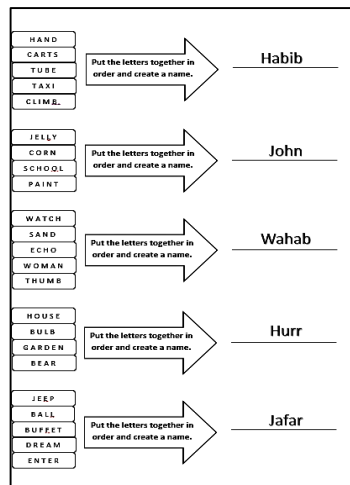 HAND
CARTS
TUBE
TAXI
CLIMB
Put the letters together in
order and create a name.
Habib
JELLY
CORN
SCHOOL
PAINT
Put the letters together in
order and create a name.
John
WATCH
SAND
ECHO
WOMAN
THUMB
Put the letters together in
order and create a name.
Wahab
HOUSE
BULB
GARDEN
BEAR
Put the letters together in
order and create a name.
Hurr
JEEP
BALL
BUFFET
DREAM
ENTER
Put the letters together in
order and create a name.
Jafar